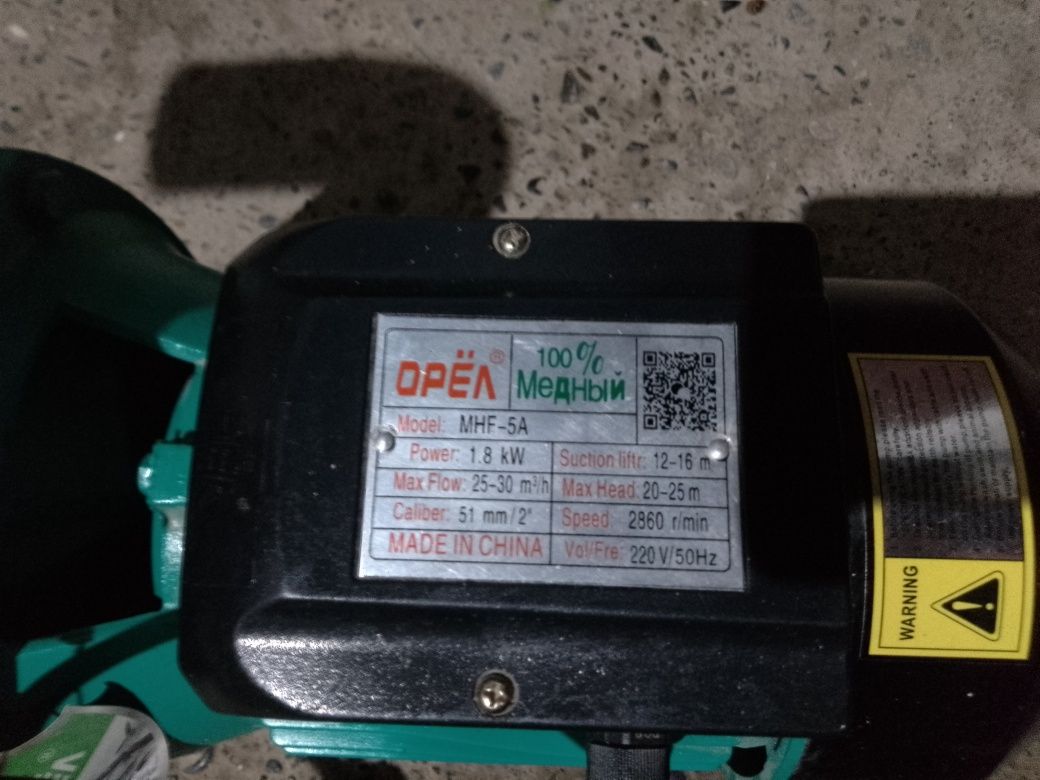 ОРЁЛ®
100%
Медный
Model: MHF-5A
Power: 1.8 kW
Suction liftr: 12-16 m
Max Flow: 25-30 m³/h
Max Head: 20-25 m
Caliber: 51 mm/2"
Speed: 2860 r/min
MADE IN CHINA
Vol/Fre: 220V/50Hz
WARNING